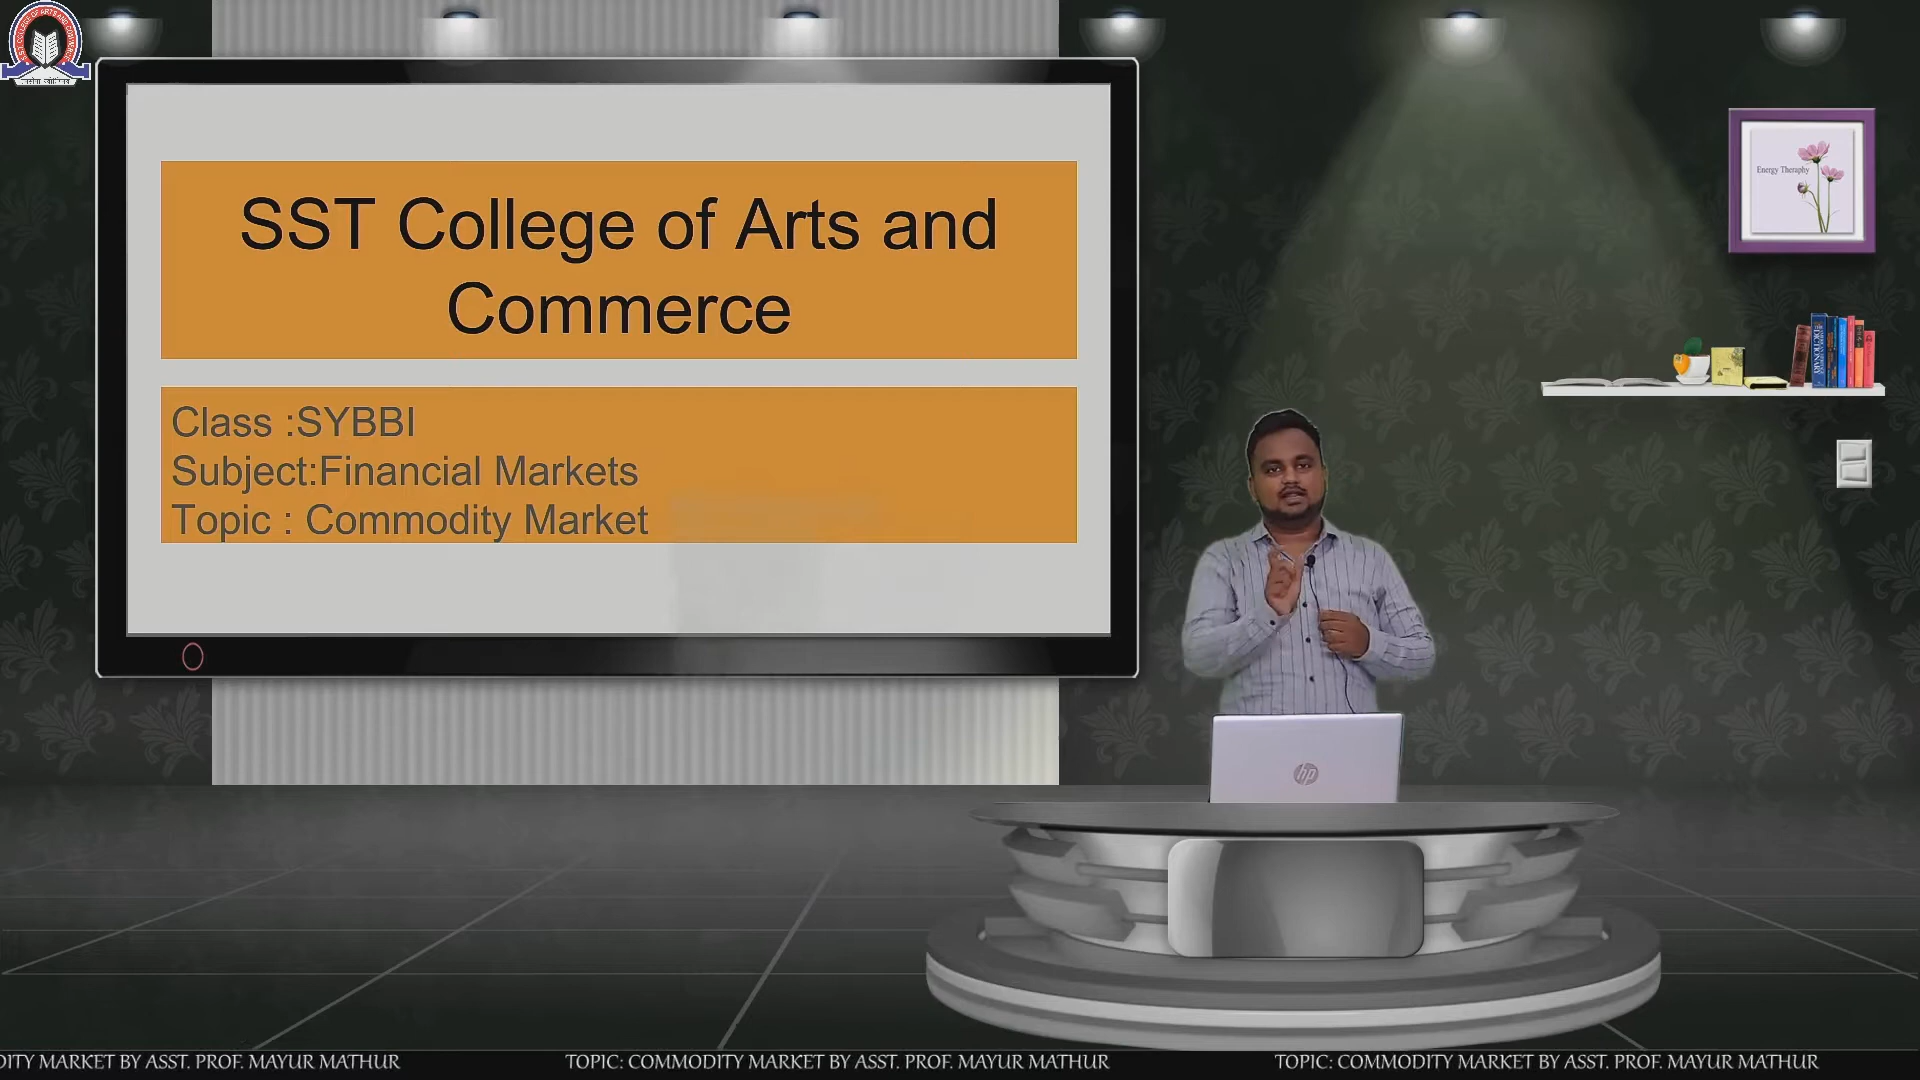 SST College of Arts and
Commerce
Class :SYBBI
Subject:Financial Markets
Topic : Commodity Market
Energy Theraphy
DICTIONARY
hp
DITY MARKET BY ASST. PROF. MAYUR MATHUR
TOPIC: COMMODITY MARKET BY ASST. PROF. MAYUR MATHUR
TOPIC: COMMODITY MARKET BY ASST. PROF. MAYUR MATHUR